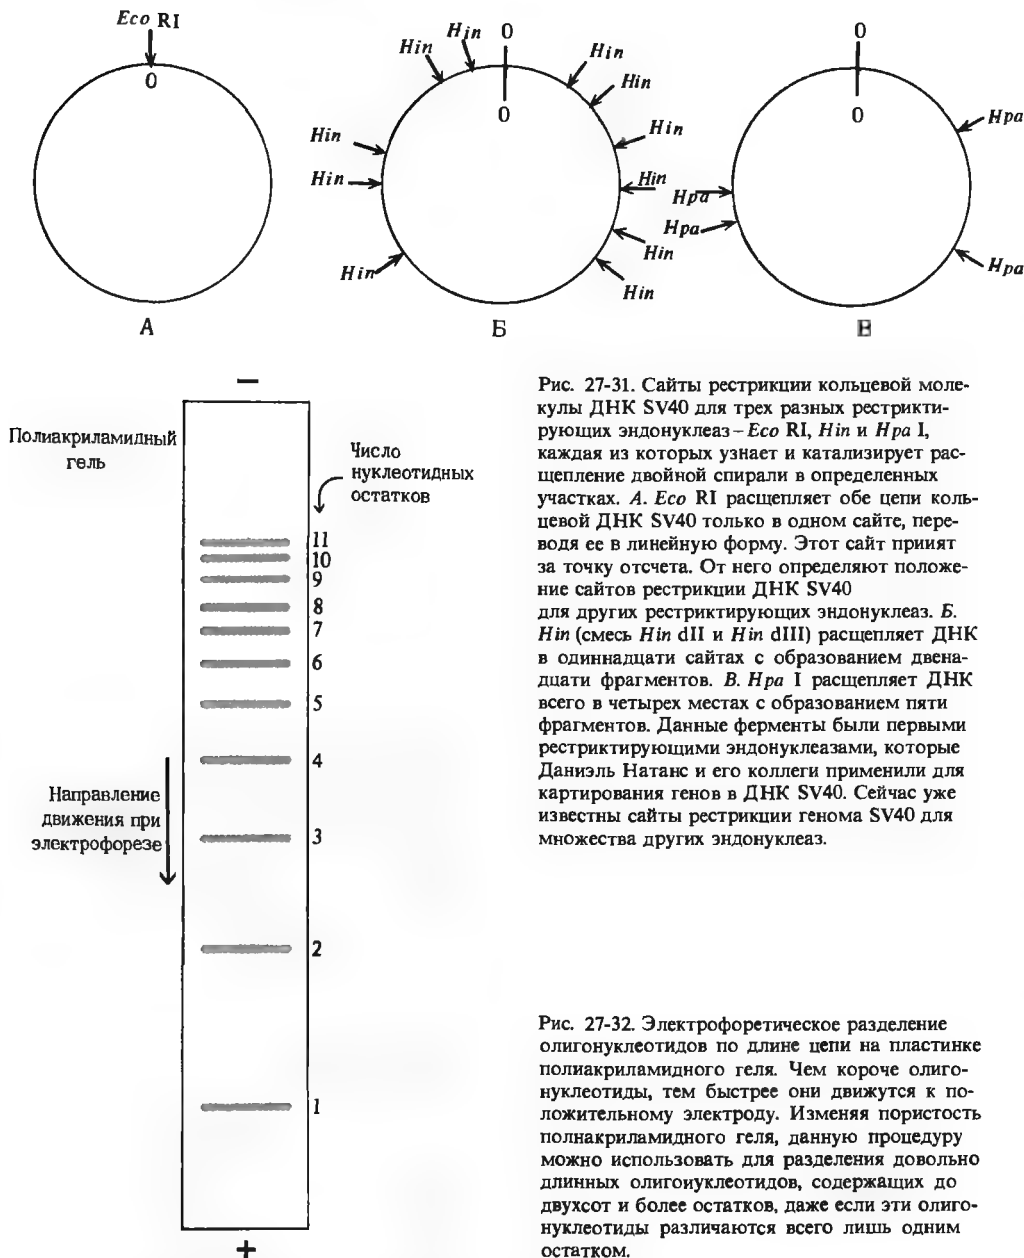 Eco RI
O
A
Hin
Hin
O
O
Hin
Hin
Hin
Hin
Hin
Hin
Hin
Hin
Hin
Б
O
O
Hpa
Hpa
Hpa
Hpa
В
Рис. 27-31. Сайты рестрикции кольцевой моле-
кулы ДНК SV40 для трех разных рестрикти-
рующих эндонуклеаз–Eco RI, Hin и Hpa I,
каждая из которых узнает и катализирует рас-
щепление двойной спирали в определенных
участках. А. Eco RI расщепляет обе цепи коль-
цевой ДНК SV40 только в одном сайте, пере-
водя ее в линейную форму. Этот сайт приият
за точку отсчета. От него определяют положе-
ние сайтов рестрикции ДНК SV40
для других рестриктирующих эндонуклеаз. Б.
Hin (смесь Hin dII и Hin dIII) расщепляет ДНК
в одиннадцати сайтах с образованием двена-
дцати фрагментов. В. Hpa I расщепляет ДНК
всего в четырех местах с образованием пяти
фрагментов. Данные ферменты были первыми
рестриктирующими эндонуклеазами, которые
Даниэль Натанс и его коллеги применили для
картирования генов в ДНК SV40. Сейчас уже
известны сайты рестрикции генома SV40 для
множества других эндонуклеаз.
−
Полиакриламидный
гель
Число
нуклеотидных
остатков
11
10
9
8
7
6
5
4
3
2
1
Направление
движения при
электрофорезе
+
Рис. 27-32. Электрофоретическое разделение
олигонуклеотидов по длине цепи на пластинке
полиакриламидного геля. Чем короче олиго-
нуклеотиды, тем быстрее они движутся к по-
ложительному электроду. Изменяя пористость
полнакриламидного геля, данную процедуру
можно использовать для разделения довольно
длинных олигоиуклеотидов, содержащих до
двухсот и более остатков, даже если эти олиго-
нуклеотиды различаются всего лишь одним
остатком.